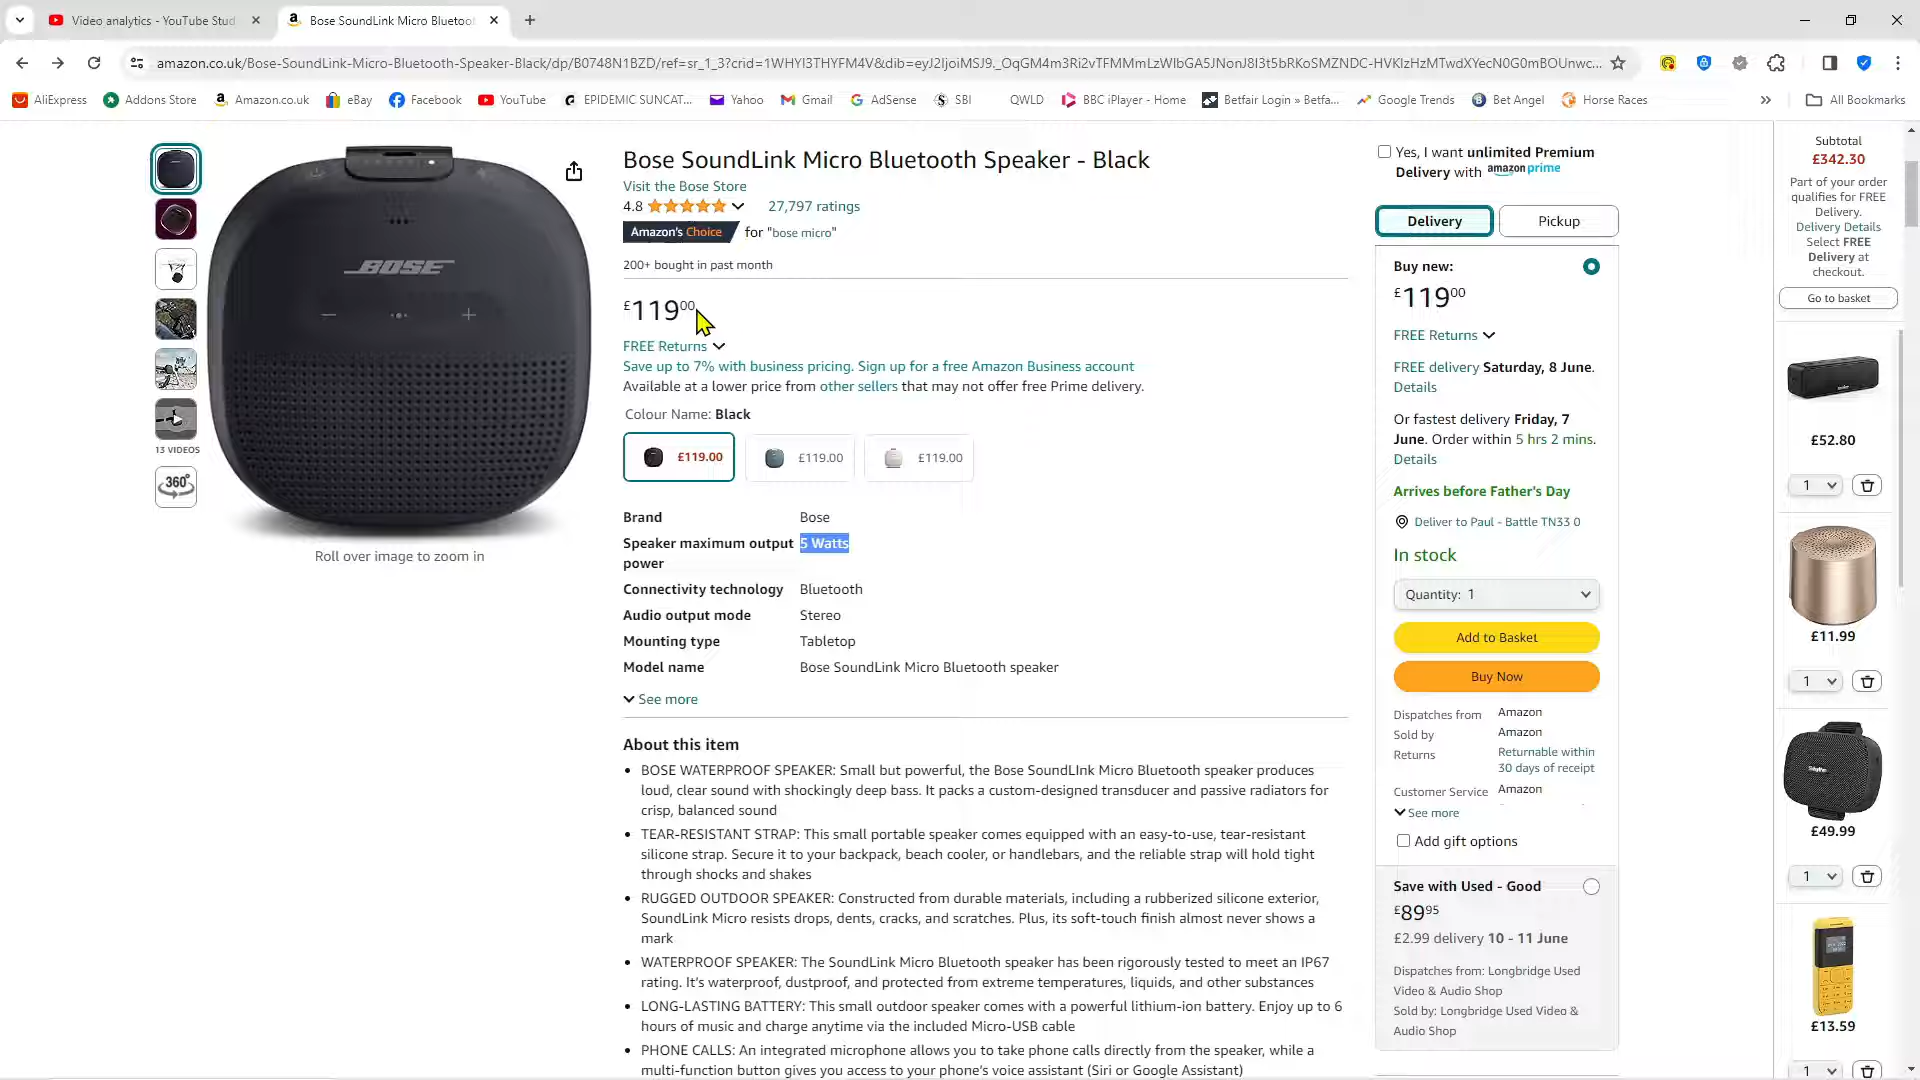 Video analytics - YouTube Stud
Bose SoundLink Micro Bluetoo
amazon.co.uk/Bose-SoundLink-Micro-Bluetooth-Speaker-Black/dp/B0748N1BZD/ref=sr_1_3?crid=1WHYI3THYFM4V&dib=eyJ2IjoiMSJ9._OqGM4m3Ri2vTFMMmLzWIbGA5JNonJ8I3t5bRKoSMZNDC-HVKlzHzMTwdXYecN0G0mBOUnwc...
AliExpress Addons Store Amazon.co.uk eBay Facebook YouTube EPIDEMIC SUNCAT... Yahoo Gmail AdSense SBI QWLD BBC iPlayer - Home Betfair Login » Betfa... Google Trends Bet Angel Horse Races All Bookmarks
BOSE
13 VIDEOS
360°
Roll over image to zoom in
Bose SoundLink Micro Bluetooth Speaker - Black
Visit the Bose Store
4.8 27,797 ratings
Amazon's Choice for "bose micro"
200+ bought in past month
£11900
FREE Returns
Save up to 7% with business pricing. Sign up for a free Amazon Business account
Available at a lower price from other sellers that may not offer free Prime delivery.
Colour Name: Black
£119.00 £119.00 £119.00
Brand Bose
Speaker maximum output 5 Watts
power
Connectivity technology Bluetooth
Audio output mode Stereo
Mounting type Tabletop
Model name Bose SoundLink Micro Bluetooth speaker
See more
About this item
• BOSE WATERPROOF SPEAKER: Small but powerful, the Bose SoundLInk Micro Bluetooth speaker produces
loud, clear sound with shockingly deep bass. It packs a custom-designed transducer and passive radiators for
crisp, balanced sound
• TEAR-RESISTANT STRAP: This small portable speaker comes equipped with an easy-to-use, tear-resistant
silicone strap. Secure it to your backpack, beach cooler, or handlebars, and the reliable strap will hold tight
through shocks and shakes
• RUGGED OUTDOOR SPEAKER: Constructed from durable materials, including a rubberized silicone exterior,
SoundLink Micro resists drops, dents, cracks, and scratches. Plus, its soft-touch finish almost never shows a
mark
• WATERPROOF SPEAKER: The SoundLink Micro Bluetooth speaker has been rigorously tested to meet an IP67
rating. It's waterproof, dustproof, and protected from extreme temperatures, liquids, and other substances
• LONG-LASTING BATTERY: This small outdoor speaker comes with a powerful lithium-ion battery. Enjoy up to 6
hours of music and charge anytime via the included Micro-USB cable
• PHONE CALLS: An integrated microphone allows you to take phone calls directly from the speaker, while a
multi-function button gives you access to your phone's voice assistant (Siri or Google Assistant)
Yes, I want unlimited Premium
Delivery with amazon prime
Delivery Pickup
Buy new:
£11900
FREE Returns
FREE delivery Saturday, 8 June.
Details
Or fastest delivery Friday, 7
June. Order within 5 hrs 2 mins.
Details
Arrives before Father's Day
Deliver to Paul - Battle TN33 0
In stock
Quantity: 1
Add to Basket
Buy Now
Dispatches from Amazon
Sold by Amazon
Returns Returnable within
30 days of receipt
Customer Service Amazon
See more
Add gift options
Save with Used - Good
£8995
£2.99 delivery 10 - 11 June
Dispatches from: Longbridge Used
Video & Audio Shop
Sold by: Longbridge Used Video &
Audio Shop
Subtotal
£342.30
Part of your order
qualifies for FREE
Delivery.
Delivery Details
Select FREE
Delivery at
checkout.
Go to basket
£52.80
1
£11.99
1
£49.99
1
£13.59
1